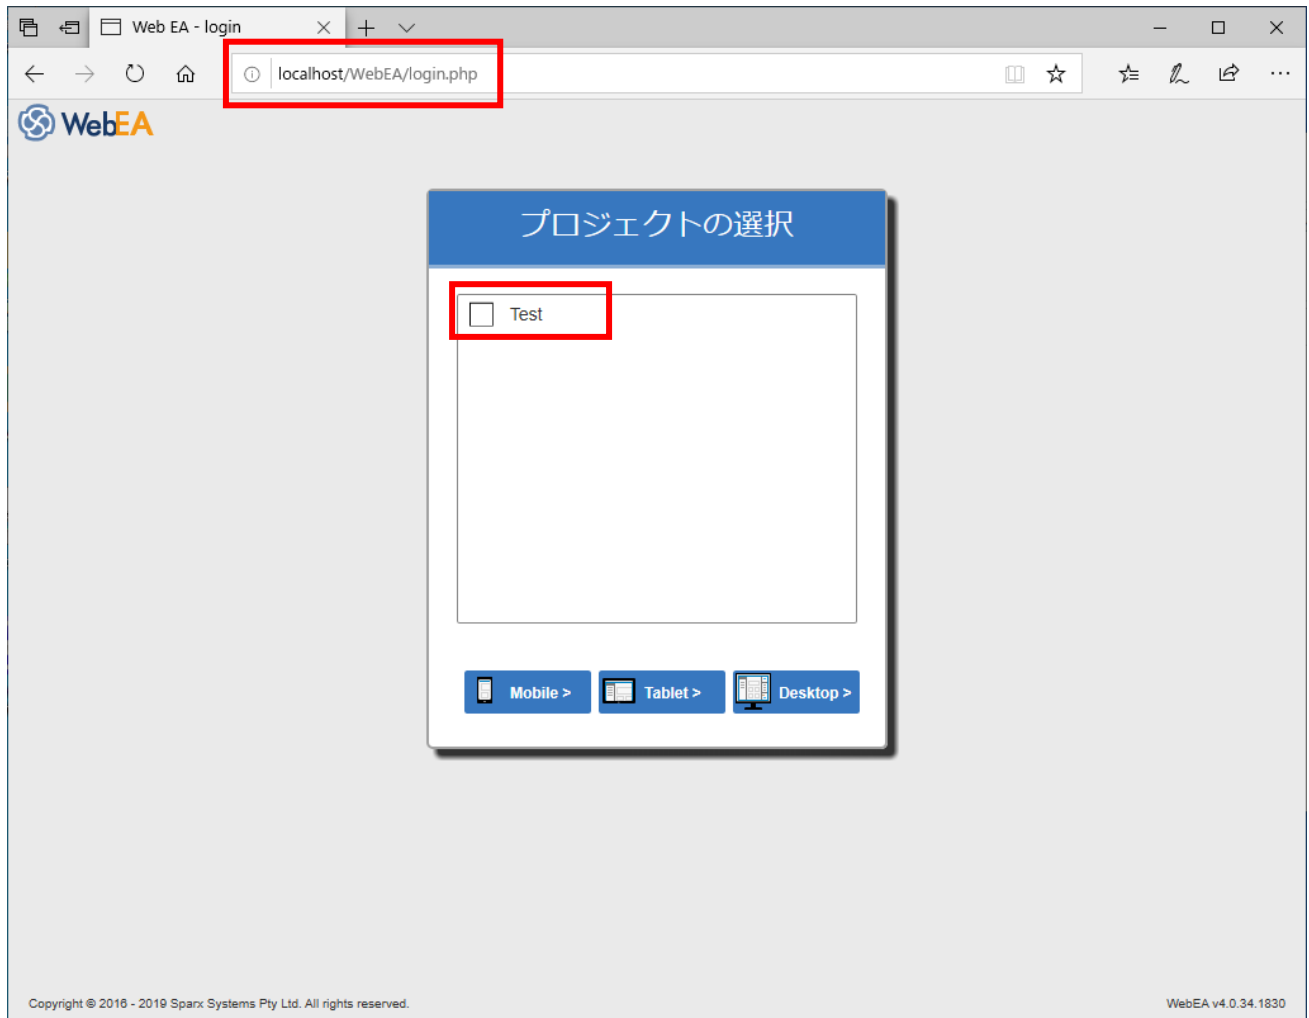 Web EA - login
localhost/WebEA/login.php
WebEA
プロジェクトの選択
Test
Mobile >
Tablet >
Desktop >
Copyright © 2016 - 2019 Sparx Systems Pty Ltd. All rights reserved.
WebEA v4.0.34.1830